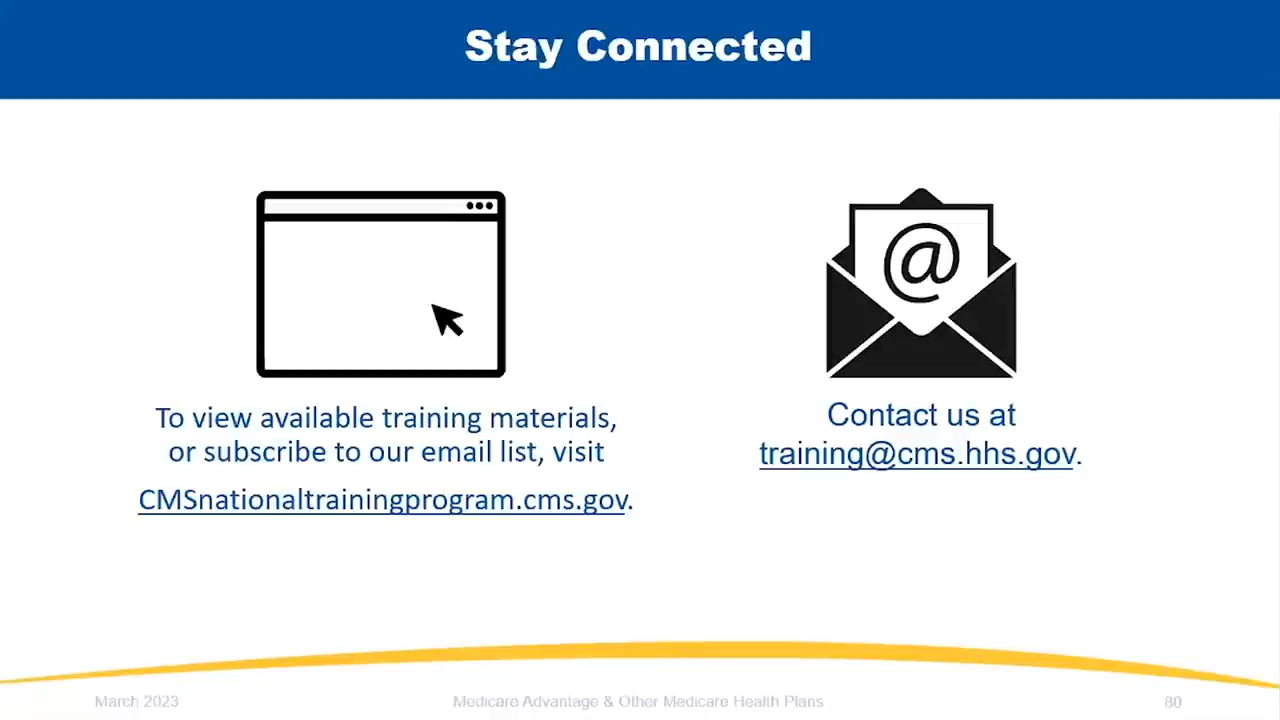 Stay Connected
@
To view available training materials,
or subscribe to our email list, visit
CMSnationaltrainingprogram.cms.gov.
Contact us at
training@cms.hhs.gov.
March 2023
Medicare Advantage & Other Medicare Health Plans
80